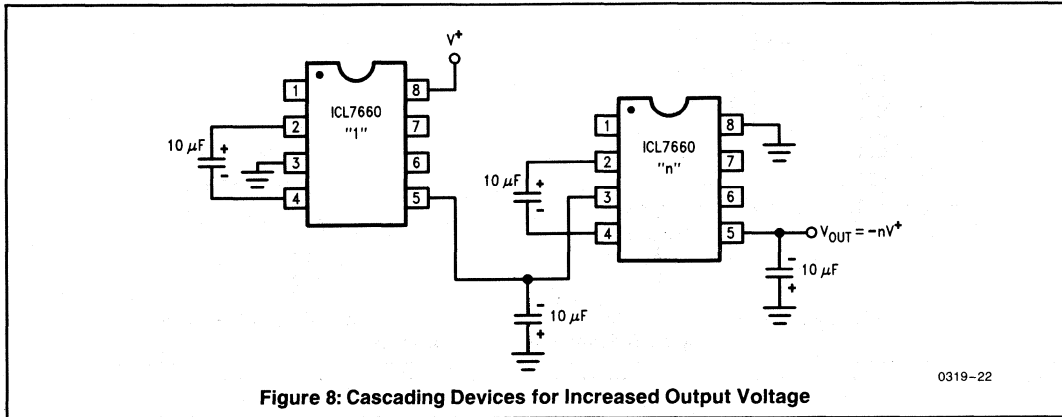 V⁺
ICL7660
"1"
1
2
3
4
8
7
6
5
10 μF
+
-
ICL7660
"n"
1
2
3
4
8
7
6
5
10 μF
+
-
10 μF
-
+
V_OUT = -nV⁺
-
10 μF
+
0319-22
Figure 8: Cascading Devices for Increased Output Voltage